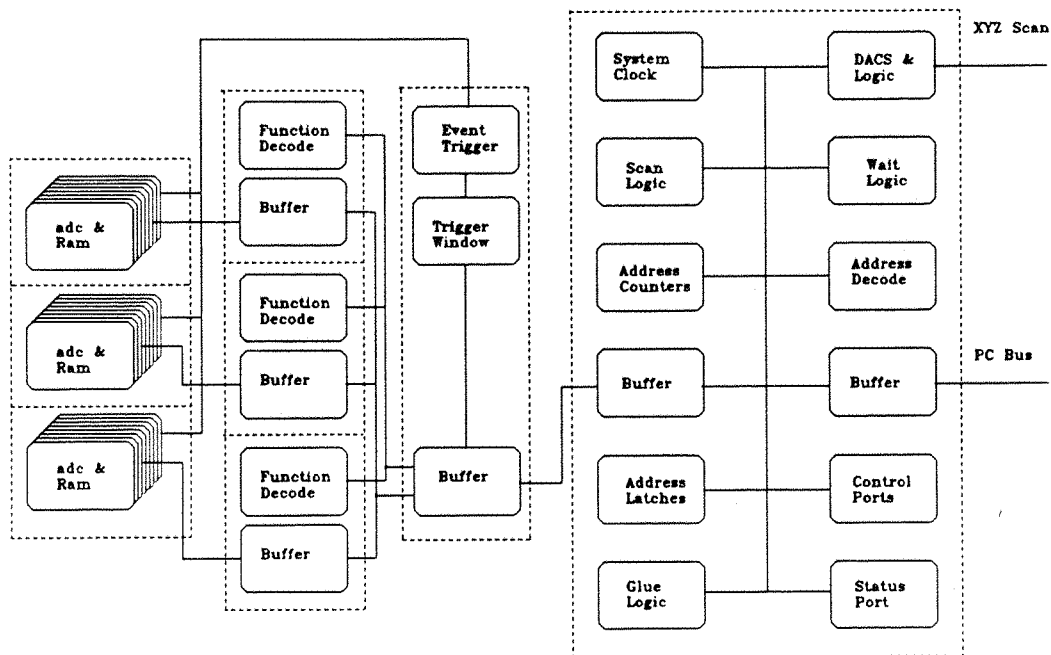 XYZ Scan
System
Clock
DACS &
Logic
Function
Decode
Event
Trigger
Scan
Logic
Wait
Logic
adc &
Ram
Buffer
Trigger
Window
Function
Decode
Address
Counters
Address
Decode
adc &
Ram
Buffer
Buffer
Buffer
PC Bus
adc &
Ram
Function
Decode
Buffer
Address
Latches
Control
Ports
Buffer
Glue
Logic
Status
Port